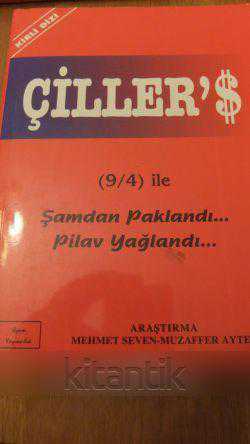 KİRLİ DİZİ
ÇİLLER'$
(9/4) ile
Şamdan Paklandı...
Pilav Yağlandı...
ARAŞTIRMA
MEHMET SEVEN-MUZAFFER AYTE
kitantik